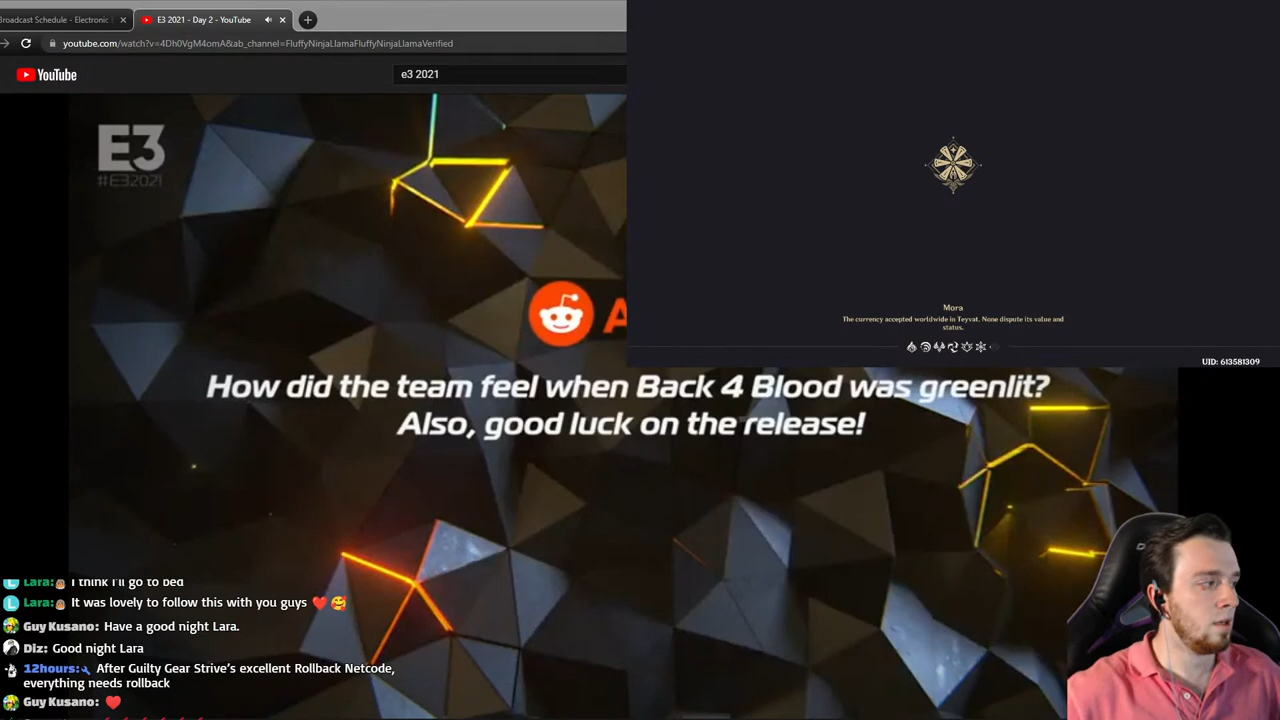 Broadcast Schedule - Electronic
E3 2021 - Day 2 - YouTube
youtube.com/watch?v=4Dh0VgM4omA&ab_channel=FluffyNinjaLlamaFluffyNinjaLlamaVerified
YouTube
e3 2021
E3
#E32021
A
How did the team feel when Back 4 Blood was greenlit?
Also, good luck on the release!
Mora
The currency accepted worldwide in Teyvat. None dispute its value and
status.
UID: 613581309
Lara: I think I'll go to bed
Lara: It was lovely to follow this with you guys ❤️ 🥰
Guy Kusano: Have a good night Lara.
Dlz: Good night Lara
12hours: After Guilty Gear Strive's excellent Rollback Netcode,
everything needs rollback
Guy Kusano: ❤️